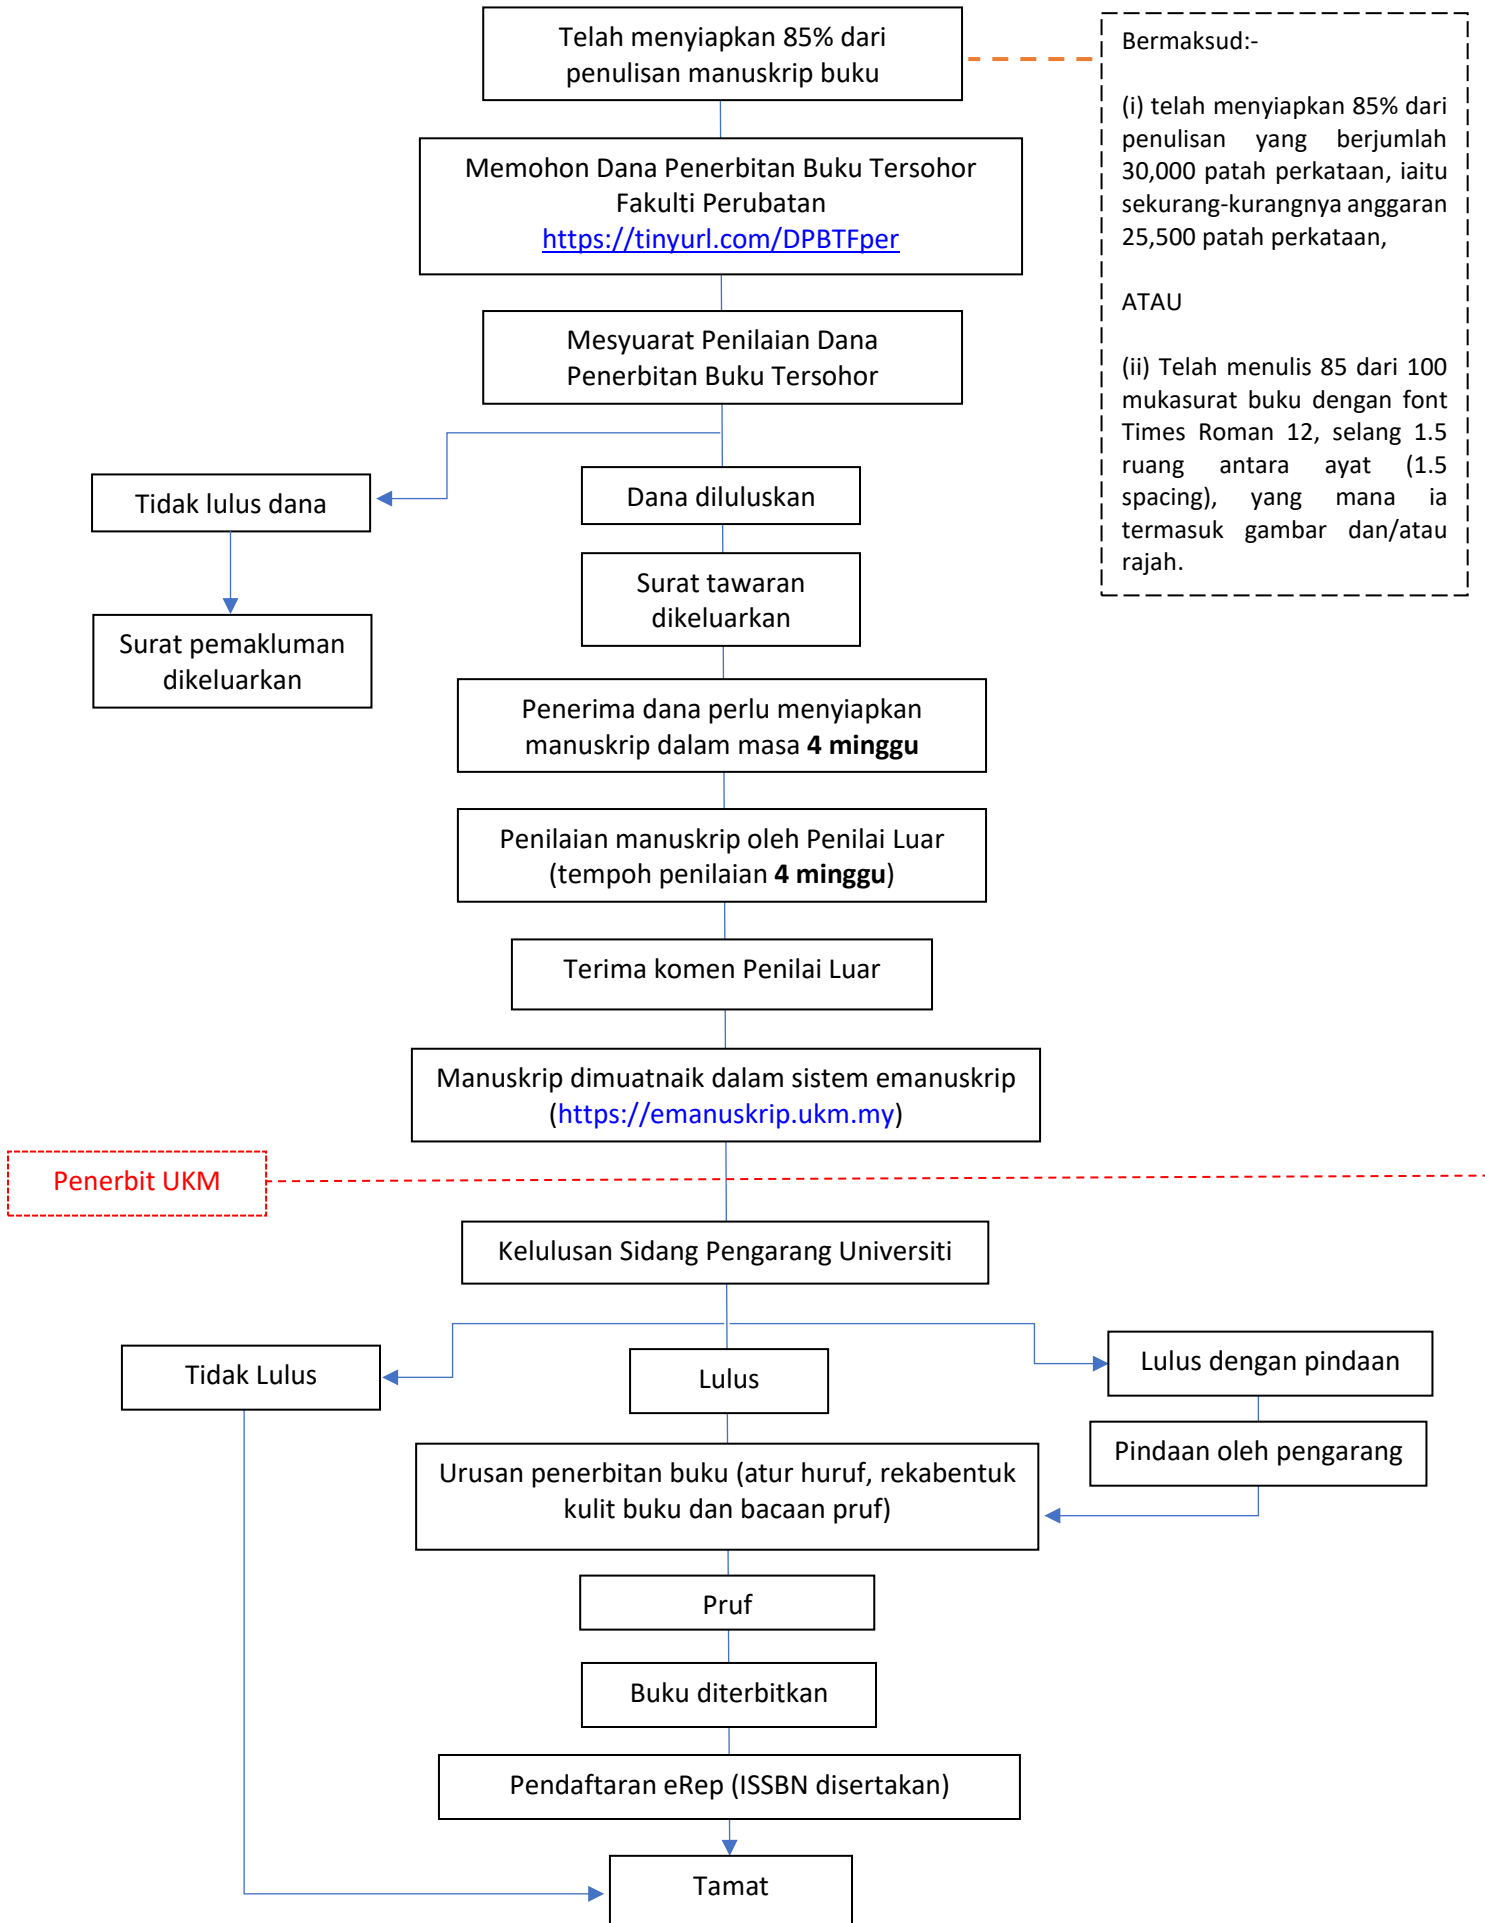 Telah menyiapkan 85% dari
penulisan manuskrip buku
Bermaksud:-
(i) telah menyiapkan 85% dari
penulisan yang berjumlah
30,000 patah perkataan, iaitu
sekurang-kurangnya anggaran
25,500 patah perkataan,
ATAU
(ii) Telah menulis 85 dari 100
mukasurat buku dengan font
Times Roman 12, selang 1.5
ruang antara ayat (1.5
spacing), yang mana ia
termasuk gambar dan/atau
rajah.
Memohon Dana Penerbitan Buku Tersohor
Fakulti Perubatan
https://tinyurl.com/DPBTFper
Mesyuarat Penilaian Dana
Penerbitan Buku Tersohor
Tidak lulus dana
Dana diluluskan
Surat pemakluman
dikeluarkan
Surat tawaran
dikeluarkan
Penerima dana perlu menyiapkan
manuskrip dalam masa 4 minggu
Penilaian manuskrip oleh Penilai Luar
(tempoh penilaian 4 minggu)
Terima komen Penilai Luar
Manuskrip dimuatnaik dalam sistem emanuskrip
(https://emanuskrip.ukm.my)
Penerbit UKM
Kelulusan Sidang Pengarang Universiti
Tidak Lulus
Lulus
Lulus dengan pindaan
Pindaan oleh pengarang
Urusan penerbitan buku (atur huruf, rekabentuk
kulit buku dan bacaan pruf)
Pruf
Buku diterbitkan
Pendaftaran eRep (ISSBN disertakan)
Tamat